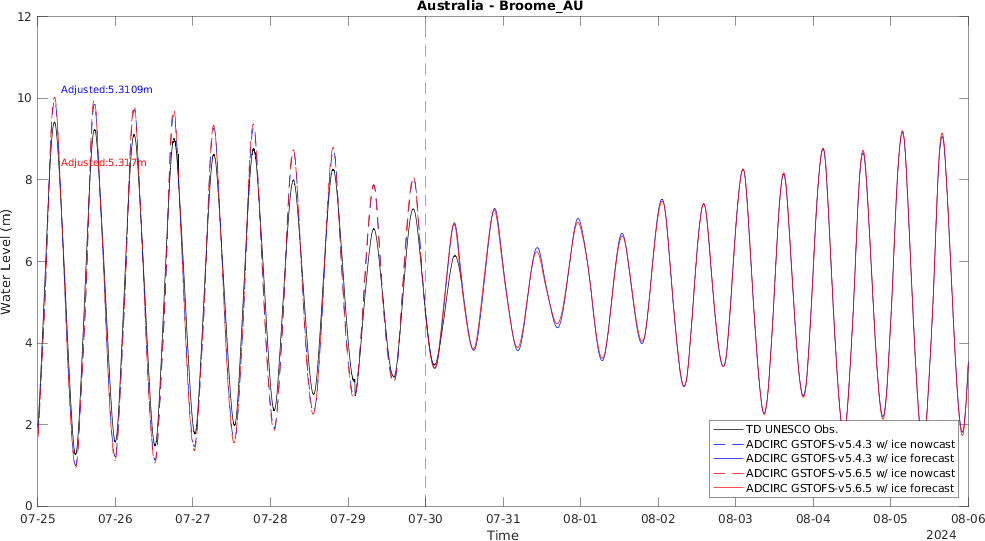 Australia - Broome_AU
12
10
8
6
4
2
0
Water Level (m)
Adjusted:5.3109m
Adjusted:5.317m
TD UNESCO Obs.
ADCIRC GSTOFS-v5.4.3 w/ ice nowcast
ADCIRC GSTOFS-v5.4.3 w/ ice forecast
ADCIRC GSTOFS-v5.6.5 w/ ice nowcast
ADCIRC GSTOFS-v5.6.5 w/ ice forecast
07-25 07-26 07-27 07-28 07-29 07-30 07-31 08-01 08-02 08-03 08-04 08-05 08-06
Time
2024